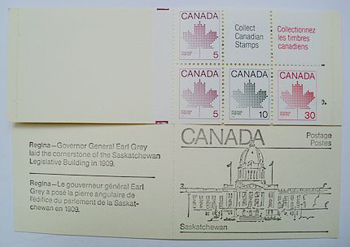 CANADA
5
Collect
Canadian
Stamps
Collectionnez
les timbres
canadiens
CANADA
5
CANADA
10
CANADA
30
Regina—Governor General Earl Grey
laid the cornerstone of the Saskatchewan
Legislative Building in 1909.
Regina—Le gouverneur général Earl
Grey a posé la pierre angulaire de
l'édifice du parlement de la Saskat-
chewan en 1909.
CANADA
Postage
Postes
Saskatchewan